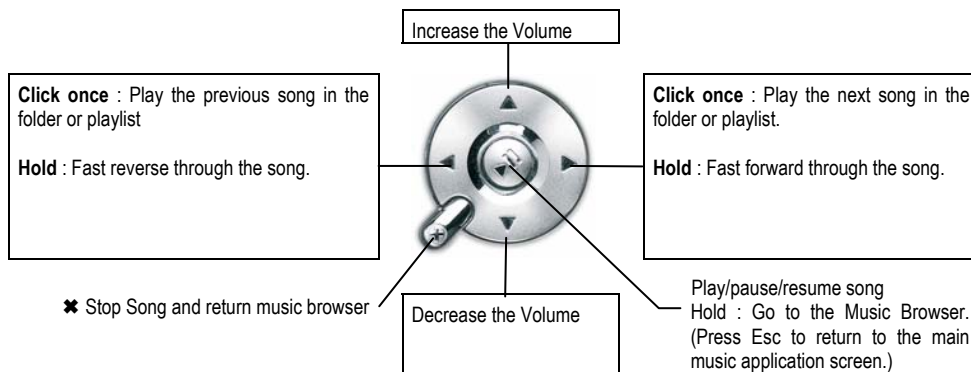 Increase the Volume
Click once : Play the previous song in the
folder or playlist
Hold : Fast reverse through the song.
Click once : Play the next song in the
folder or playlist.
Hold : Fast forward through the song.
✖ Stop Song and return music browser
Decrease the Volume
Play/pause/resume song
Hold : Go to the Music Browser.
(Press Esc to return to the main
music application screen.)